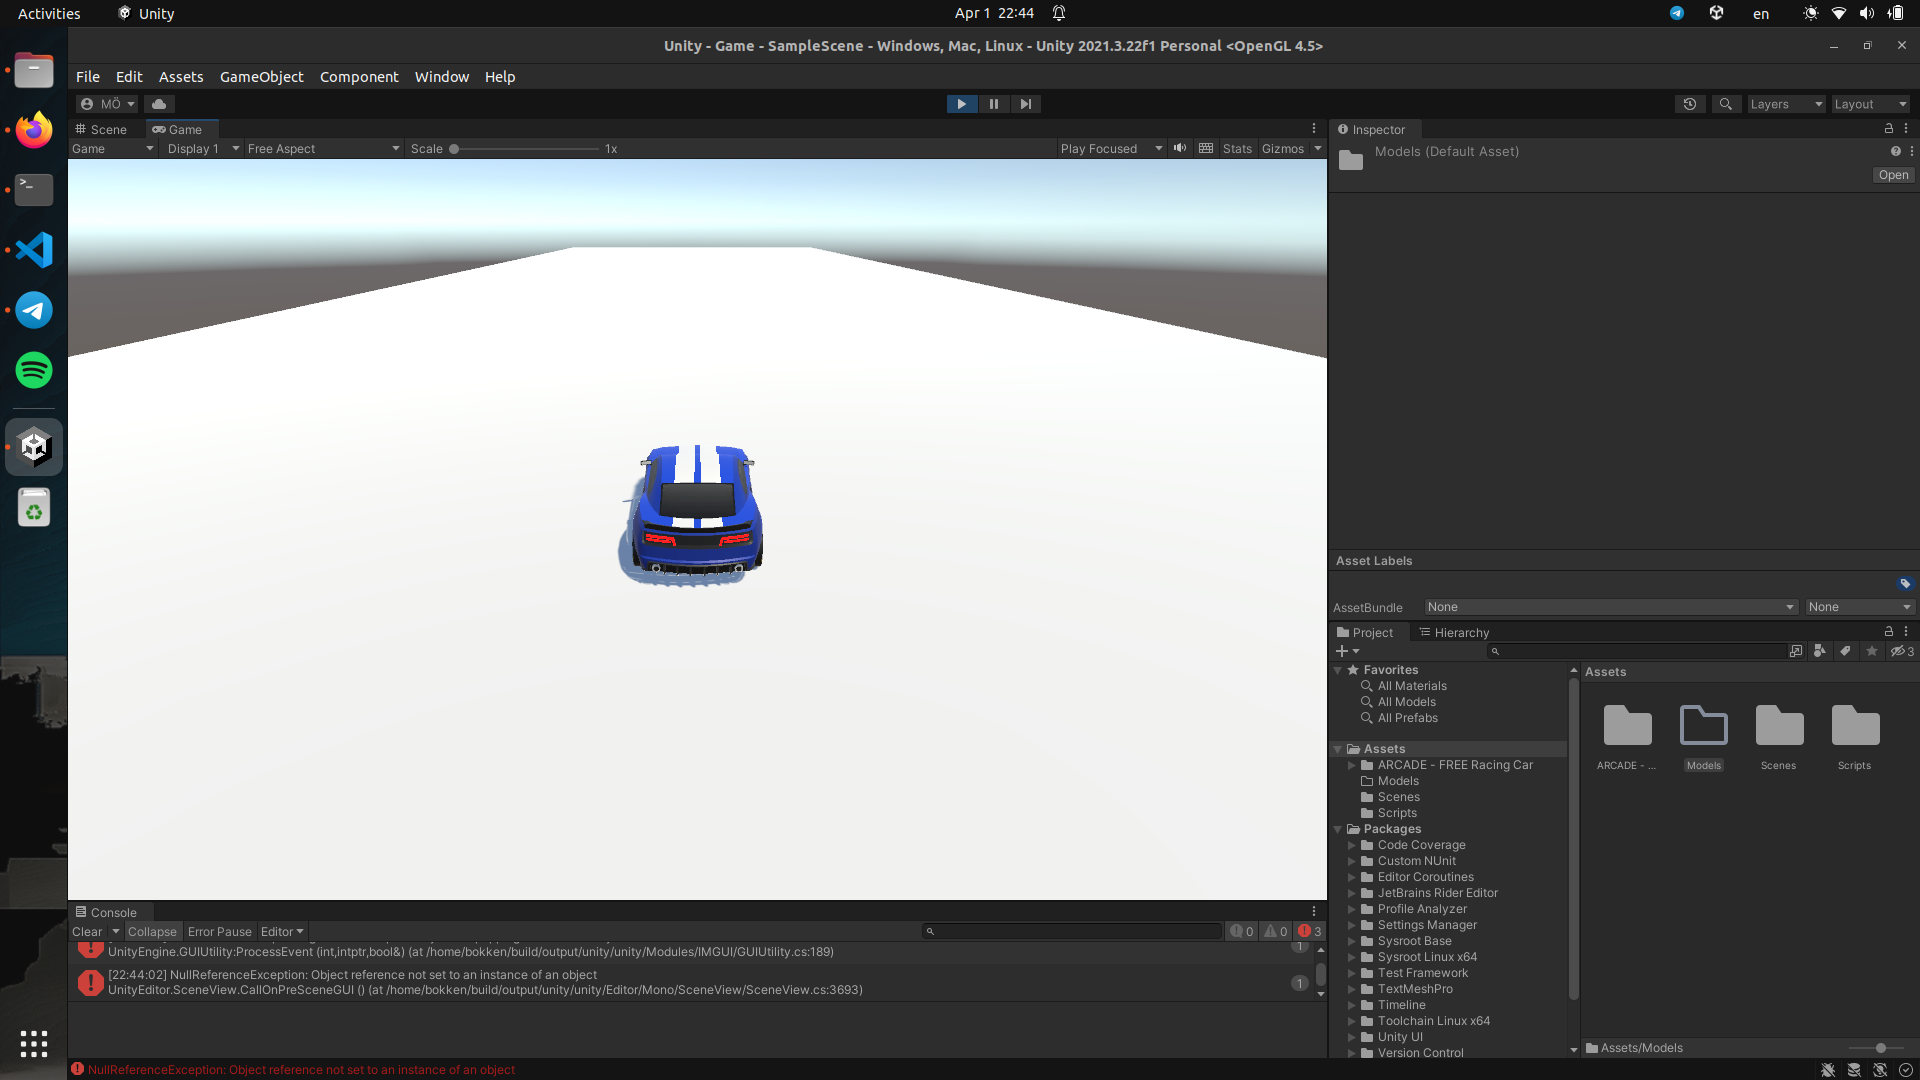 Activities
Unity
Apr 1 22:44
en
Unity - Game - SampleScene - Windows, Mac, Linux - Unity 2021.3.22f1 Personal <OpenGL 4.5>
File Edit Assets GameObject Component Window Help
MÖ
Layers
Layout
Scene
Game
Game
Display 1
Free Aspect
Scale
1x
Play Focused
Stats
Gizmos
Inspector
Models (Default Asset)
Open
Asset Labels
AssetBundle
None
None
Project
Hierarchy
3
Favorites
All Materials
All Models
All Prefabs
Assets
ARCADE - FREE Racing Car
Models
Scenes
Scripts
Packages
Code Coverage
Custom NUnit
Editor Coroutines
JetBrains Rider Editor
Profile Analyzer
Settings Manager
Sysroot Base
Sysroot Linux x64
Test Framework
TextMeshPro
Timeline
Toolchain Linux x64
Unity UI
Version Control
Assets
ARCADE - ...
Models
Scenes
Scripts
Assets/Models
Console
Clear
Collapse
Error Pause
Editor
0
0
3
UnityEngine.GUIUtility:ProcessEvent (int,intptr,bool&) (at /home/bokken/build/output/unity/unity/Modules/IMGUI/GUIUtility.cs:189)
1
[22:44:02] NullReferenceException: Object reference not set to an instance of an object
UnityEditor.SceneView.CallOnPreSceneGUI () (at /home/bokken/build/output/unity/unity/Editor/Mono/SceneView/SceneView.cs:3693)
1
NullReferenceException: Object reference not set to an instance of an object